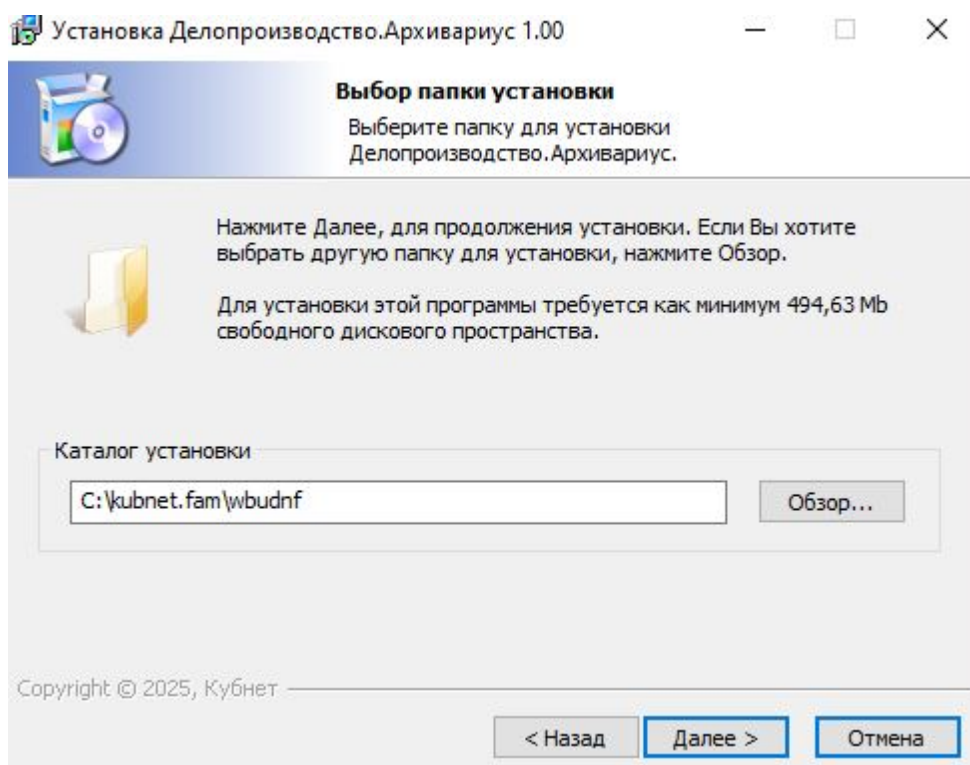 Установка Делопроизводство.Архивариус 1.00
Выбор папки установки
Выберите папку для установки
Делопроизводство.Архивариус.
Нажмите Далее, для продолжения установки. Если Вы хотите
выбрать другую папку для установки, нажмите Обзор.
Для установки этой программы требуется как минимум 494,63 Mb
свободного дискового пространства.
Каталог установки
C:\kubnet.fam\wbudnf
Обзор...
Copyright © 2025, Кубнет
< Назад
Далее >
Отмена